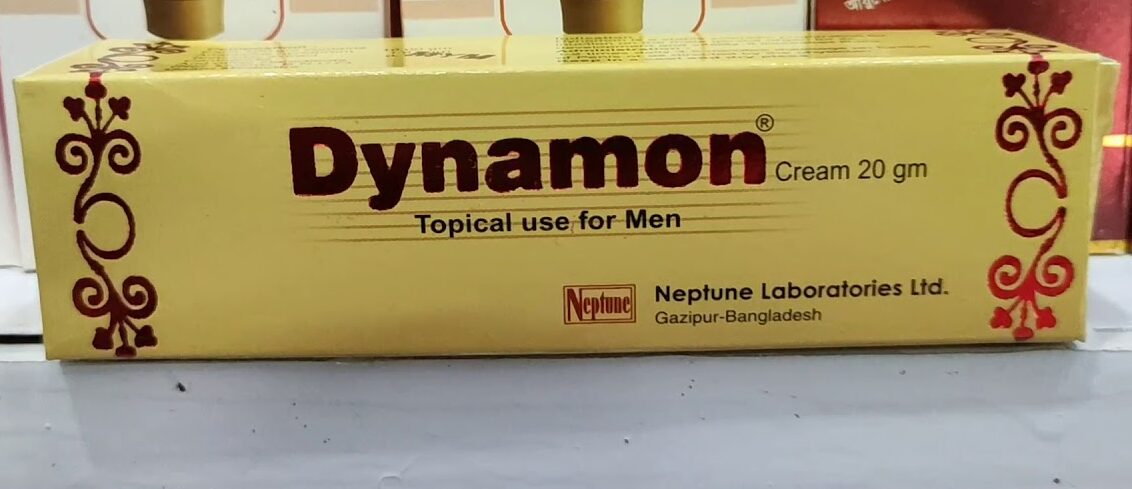 Dynamon®
Cream 20 gm
Topical use for Men
Neptune
Neptune Laboratories Ltd.
Gazipur-Bangladesh